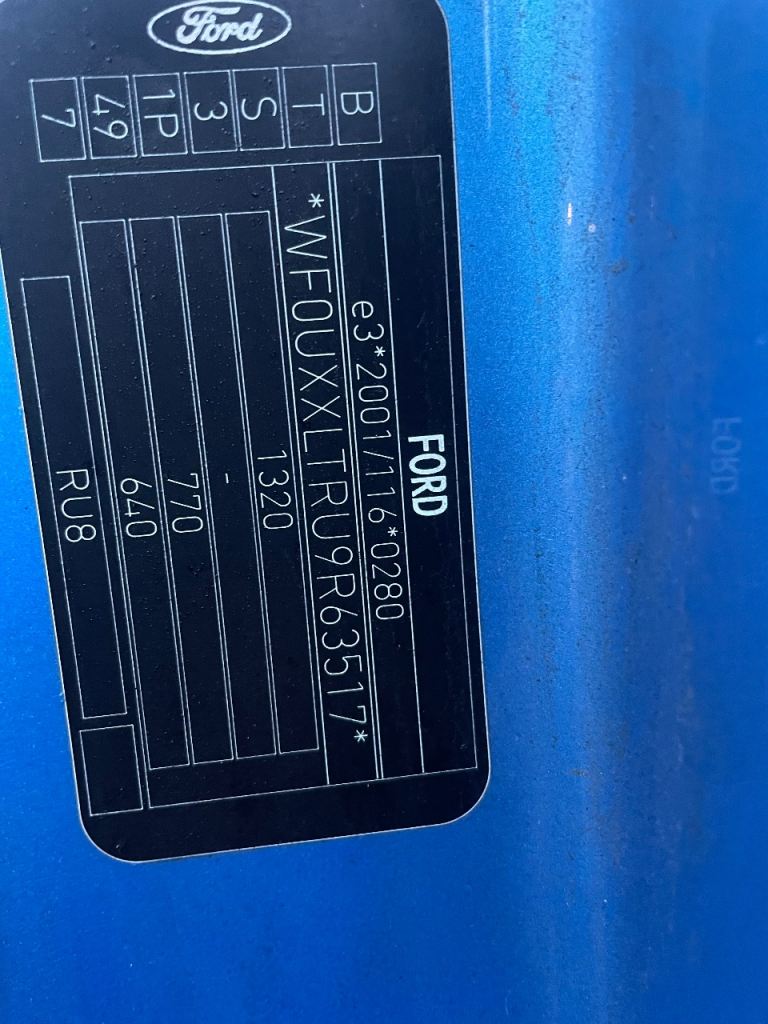 Ford
B
T
S
3
1P
49
7
FORD
e3*2001/116*0280
*WF0UXXLTRU9R63517*
1320
-
770
640
RU8